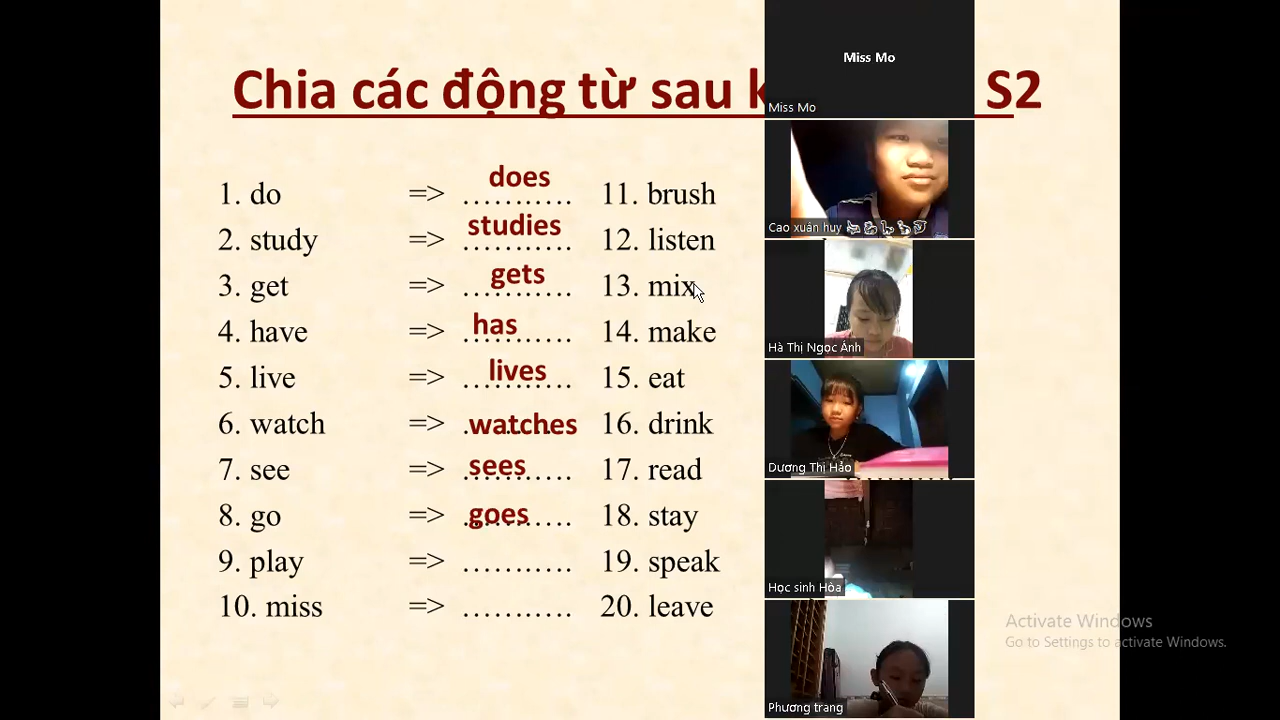 Chia các động từ sau k S2
1. do => ……….. 11. brush
does
2. study => ……….. 12. listen
studies
3. get => ……….. 13. mix
gets
4. have => ……….. 14. make
has
5. live => ……….. 15. eat
lives
6. watch => ……….. 16. drink
watches
7. see => ……….. 17. read
sees
8. go => ……….. 18. stay
goes
9. play => ……….. 19. speak
10. miss => ……….. 20. leave
Miss Mo
Miss Mo
Cao xuân huy
Hà Thị Ngọc Ánh
Dương Thị Hảo
Học sinh Hòa
Phương trang
Activate Windows
Go to Settings to activate Windows.